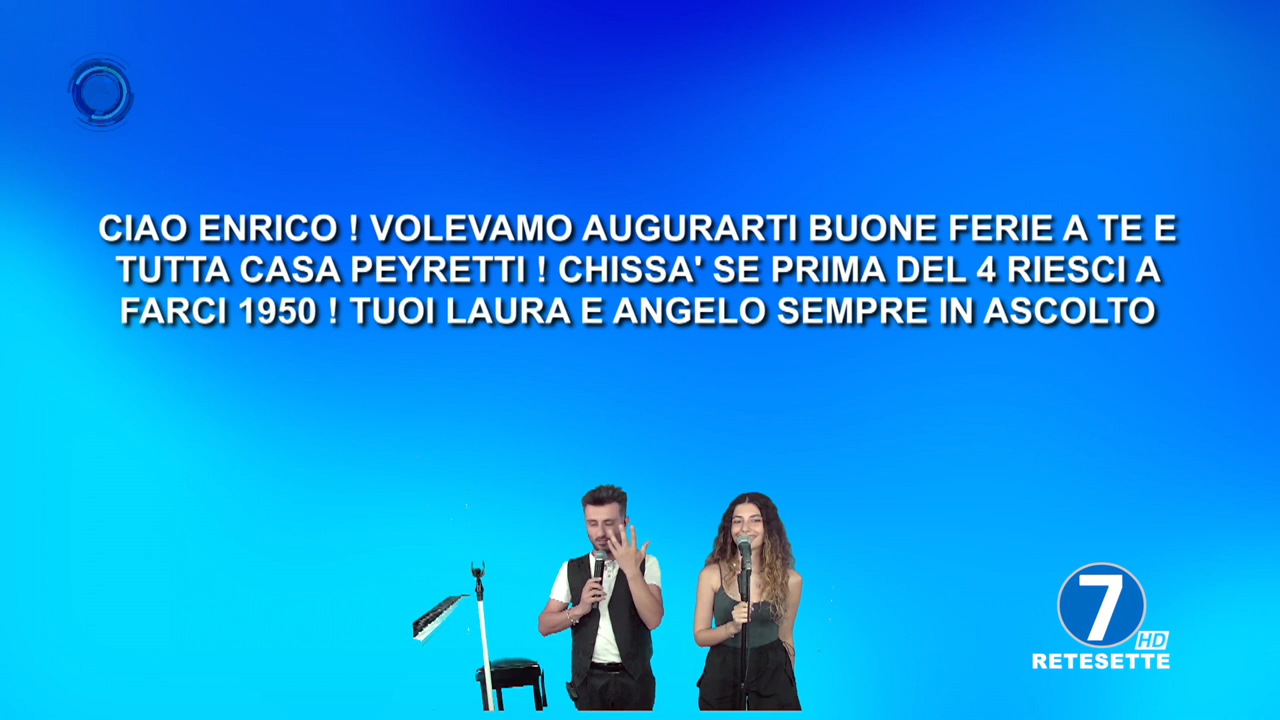 CIAO ENRICO ! VOLEVAMO AUGURARTI BUONE FERIE A TE E
TUTTA CASA PEYRETTI ! CHISSA' SE PRIMA DEL 4 RIESCI A
FARCI 1950 ! TUOI LAURA E ANGELO SEMPRE IN ASCOLTO
7
HD
RETESETTE